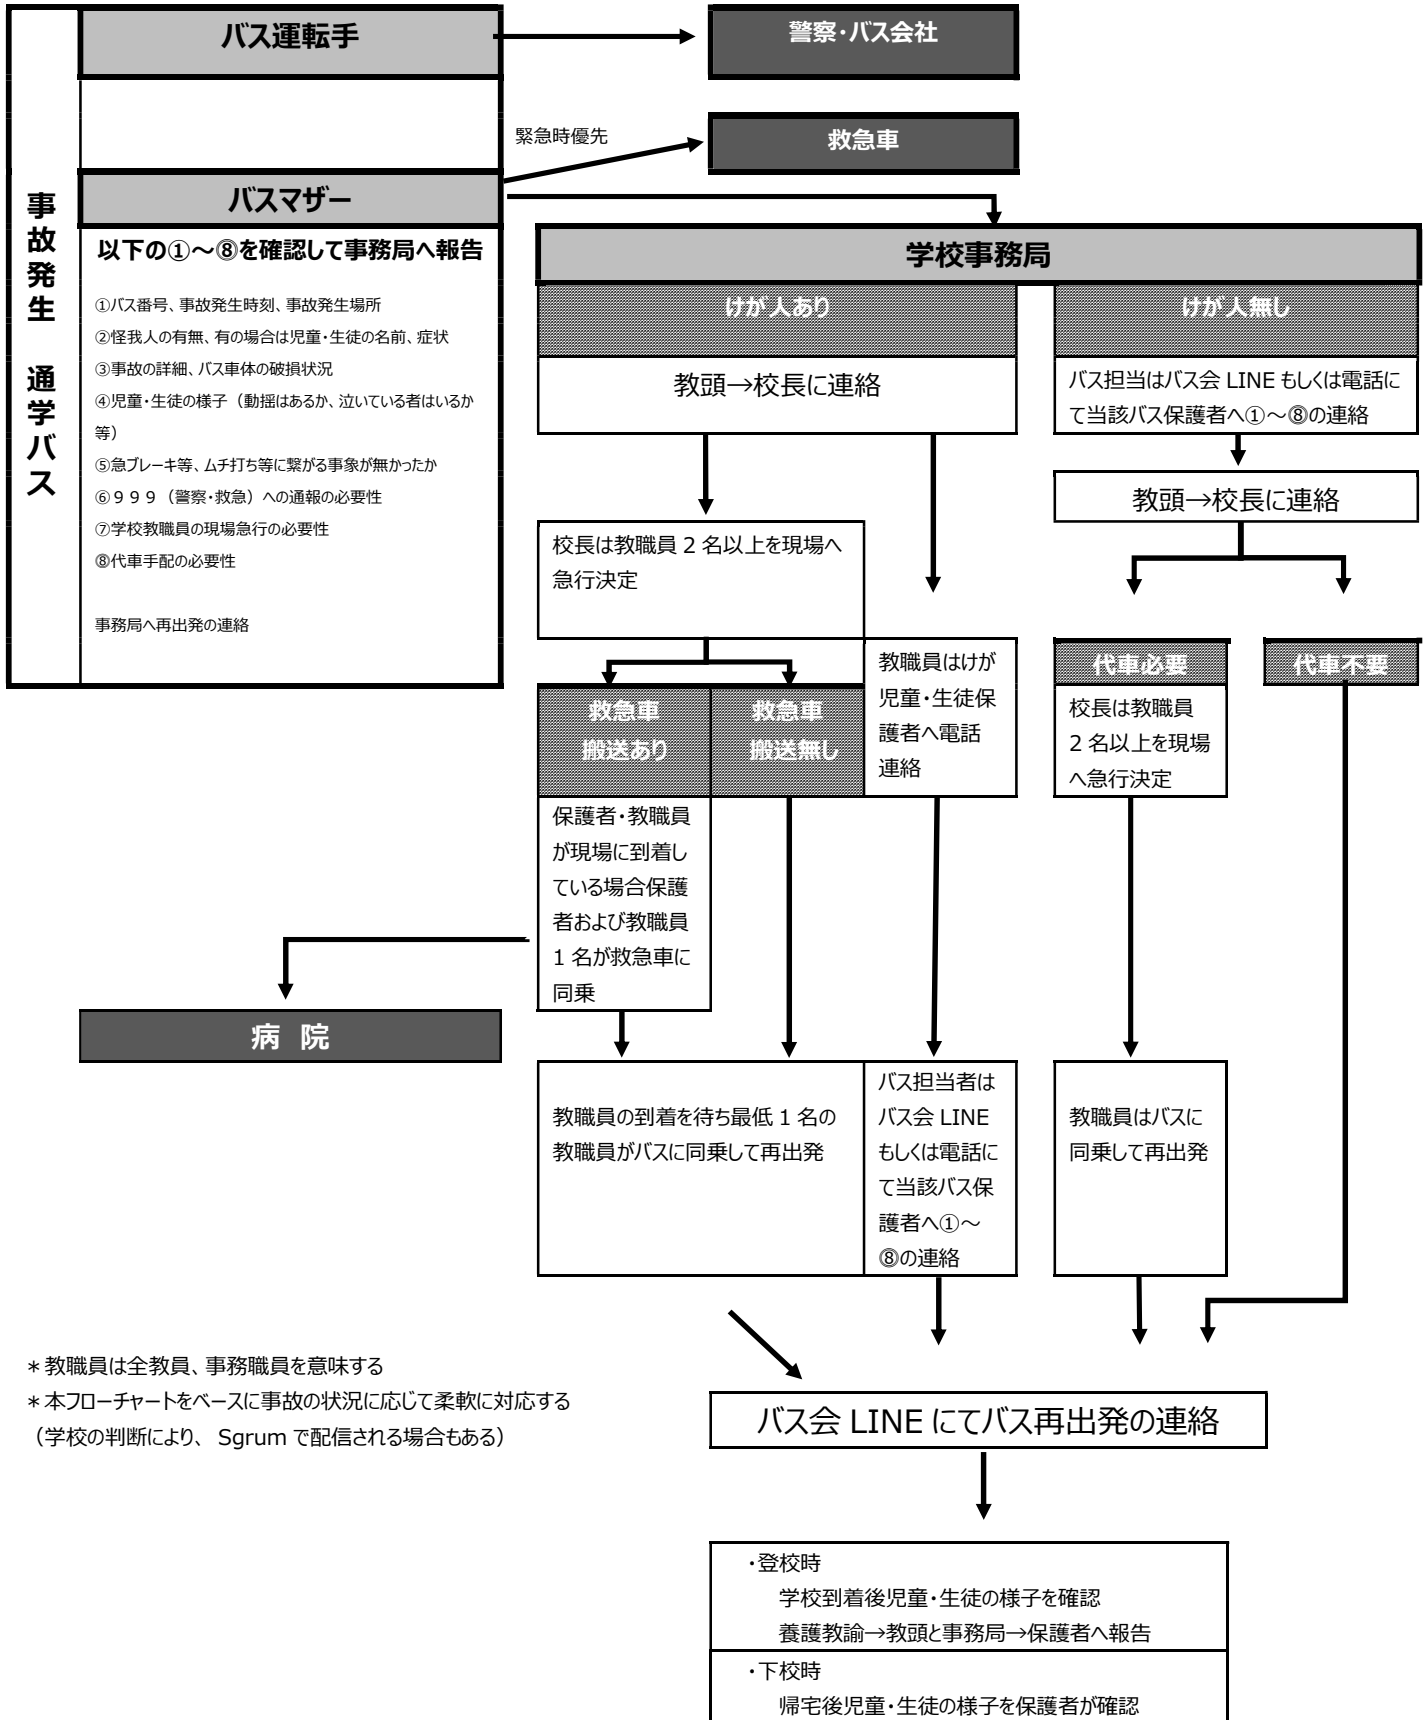 バス運転手
警察・バス会社
緊急時優先
救急車
事故発生　通学バス
バスマザー
以下の①～⑧を確認して事務局へ報告
①バス番号、事故発生時刻、事故発生場所
②怪我人の有無、有の場合は児童・生徒の名前、症状
③事故の詳細、バス車体の破損状況
④児童・生徒の様子（動揺はあるか、泣いている者はいるか
等）
⑤急ブレーキ等、ムチ打ち等に繋がる事象が無かったか
⑥９９９（警察・救急）への通報の必要性
⑦学校教職員の現場急行の必要性
⑧代車手配の必要性
事務局へ再出発の連絡
学校事務局
けが人あり
教頭→校長に連絡
校長は教職員 2 名以上を現場へ
急行決定
救急車
搬送あり
救急車
搬送無し
教職員はけが
児童・生徒保
護者へ電話
連絡
保護者・教職員
が現場に到着し
ている場合保護
者および教職員
1 名が救急車に
同乗
病 院
教職員の到着を待ち最低 1 名の
教職員がバスに同乗して再出発
バス担当者は
バス会 LINE
もしくは電話に
て当該バス保
護者へ①～
⑧の連絡
けが人無し
バス担当はバス会 LINE もしくは電話に
て当該バス保護者へ①～⑧の連絡
教頭→校長に連絡
代車必要
校長は教職員
2 名以上を現場
へ急行決定
教職員はバスに
同乗して再出発
代車不要
＊教職員は全教員、事務職員を意味する
＊本フローチャートをベースに事故の状況に応じて柔軟に対応する
（学校の判断により、 Sgrum で配信される場合もある）
バス会 LINE にてバス再出発の連絡
・登校時
学校到着後児童・生徒の様子を確認
養護教諭→教頭と事務局→保護者へ報告
・下校時
帰宅後児童・生徒の様子を保護者が確認